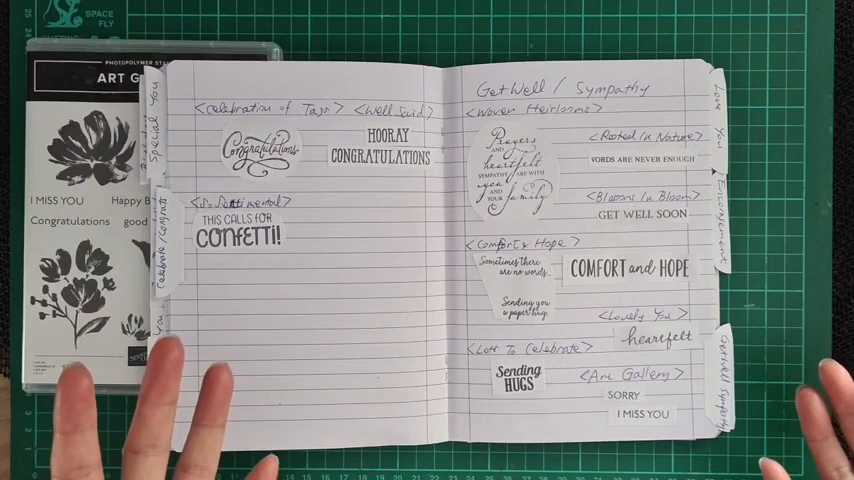 SPACE
FLY
PHOTOPOLYMER
ART G
I MISS YOU
Happy B
Congratulations
good
Special You
Celebrate/Congrats
You
<Celebration of Tags>
<Well Said>
Congratulations
HOORAY
CONGRATULATIONS
<So Sentimental>
THIS CALLS FOR
CONFETTI!
Get Well / Sympathy
<Woven Heirlooms>
Prayers
AND
heartfelt
SYMPATHY ARE WITH
you
AND
YOUR family
<Rooted In Nature>
WORDS ARE NEVER ENOUGH
<Blossoms In Bloom>
GET WELL SOON
<Comfort & Hope>
Sometimes there
are no words...
Sending you
a paper hug.
COMFORT and HOPE
<Lovely You>
heartfelt
<Loft To Celebrate>
Sending
HUGS
<Art Gallery>
SORRY
I MISS YOU
Love You
Encouragement
Get Well Sympathy